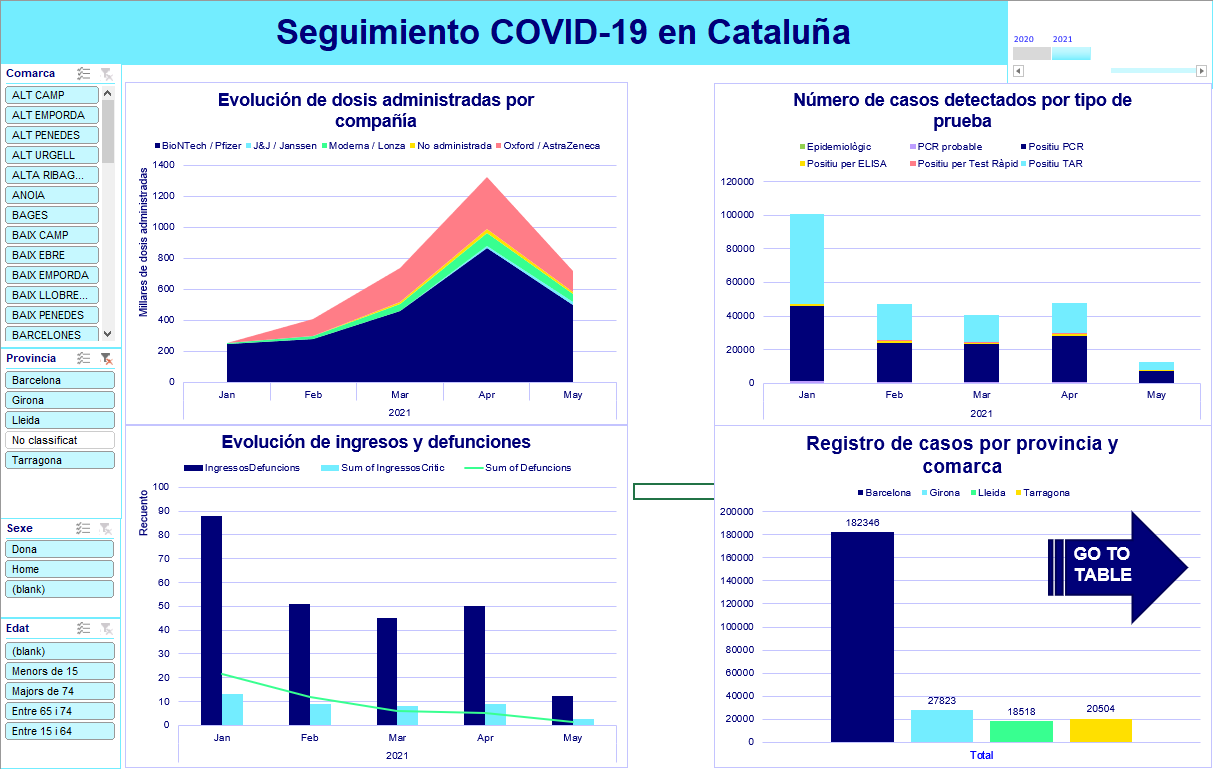 Seguimiento COVID-19 en Cataluña
2020 2021
Comarca
ALT CAMP
ALT EMPORDA
ALT PENEDES
ALT URGELL
ALTA RIBAG...
ANOIA
BAGES
BAIX CAMP
BAIX EBRE
BAIX EMPORDA
BAIX LLOBRE...
BAIX PENEDES
BARCELONES
Provincia
Barcelona
Girona
Lleida
No classificat
Tarragona
Sexe
Dona
Home
(blank)
Edat
(blank)
Menors de 15
Majors de 74
Entre 65 i 74
Entre 15 i 64
Evolución de dosis administradas por
compañía
BioNTech / Pfizer J&J / Janssen Moderna / Lonza No administrada Oxford / AstraZeneca
Millares de dosis administradas
1400
1200
1000
800
600
400
200
0
Jan Feb Mar Apr May
2021
Número de casos detectados por tipo de
prueba
Epidemiològic PCR probable Positiu PCR
Positiu per ELISA Positiu per Test Ràpid Positiu TAR
120000
100000
80000
60000
40000
20000
0
Jan Feb Mar Apr May
2021
Evolución de ingresos y defunciones
IngressosDefuncions Sum of IngressosCritic Sum of Defuncions
Recuento
100
90
80
70
60
50
40
30
20
10
0
Jan Feb Mar Apr May
2021
Registro de casos por provincia y
comarca
Barcelona Girona Lleida Tarragona
200000
180000
160000
140000
120000
100000
80000
60000
40000
20000
0
182346
27823
18518
20504
Total
GO TO
TABLE